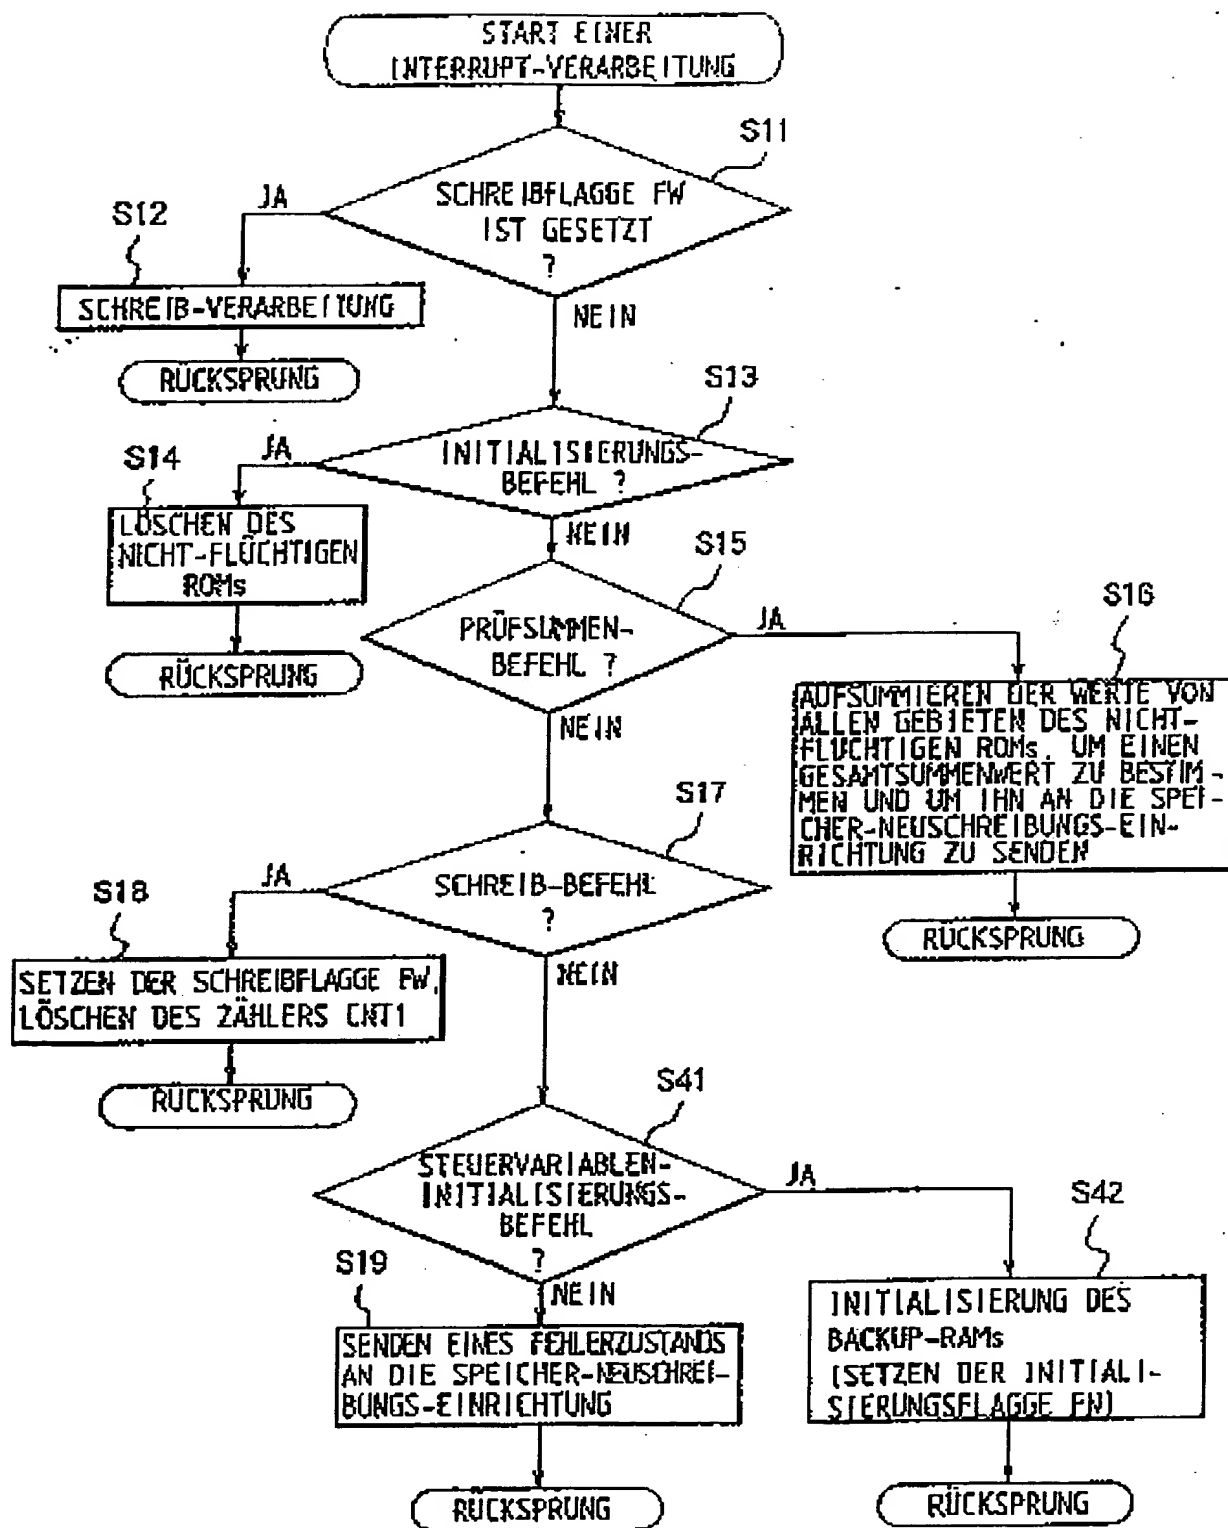 START EINER
INTERRUPT-VERARBEITUNG
S11
SCHREIBFLAGGE FW
IST GESETZT
?
JA
S12
SCHREIB-VERARBEITUNG
RÜCKSPRUNG
NEIN
S13
INITIALISIERUNGS-
BEFEHL ?
JA
S14
LÖSCHEN DES
NICHT-FLÜCHTIGEN
ROMs
RÜCKSPRUNG
NEIN
S15
PRÜFSUMMEN-
BEFEHL ?
JA
S16
AUFSUMMIEREN DER WERTE VON
ALLEN GEBIETEN DES NICHT-
FLÜCHTIGEN ROMs, UM EINEN
GESAMTSUMMENWERT ZU BESTIM-
MEN UND UM IHN AN DIE SPEI-
CHER-NEUSCHREIBUNGS-EIN-
RICHTUNG ZU SENDEN
RÜCKSPRUNG
NEIN
S17
SCHREIB-BEFEHL
?
JA
S18
SETZEN DER SCHREIBFLAGGE FW,
LÖSCHEN DES ZÄHLERS CNT1
RÜCKSPRUNG
NEIN
S41
STEUERVARIABLEN-
INITIALISIERUNGS-
BEFEHL
?
JA
S42
INITIALISIERUNG DES
BACKUP-RAMs
(SETZEN DER INITIALI-
SIERUNGSFLAGGE FN)
RÜCKSPRUNG
NEIN
S19
SENDEN EINES FEHLERZUSTANDS
AN DIE SPEICHER-NEUSCHREI-
BUNGS-EINRICHTUNG
RÜCKSPRUNG